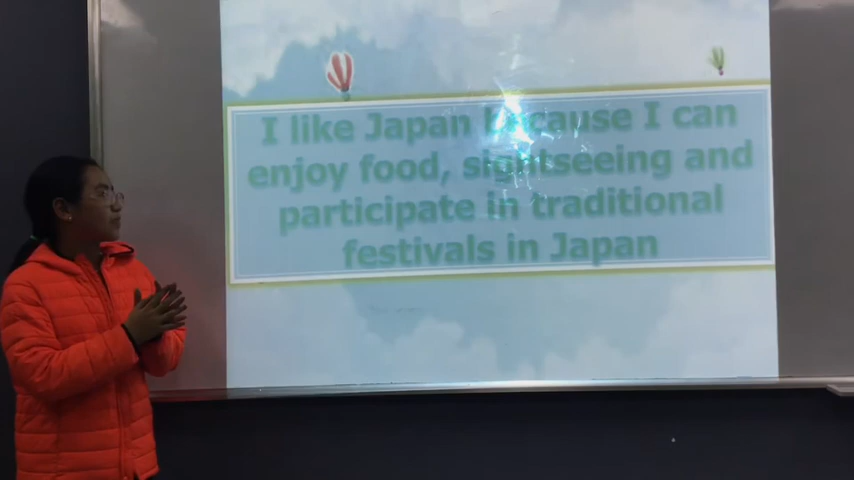 I like Japan because I can
enjoy food, sightseeing and
participate in traditional
festivals in Japan